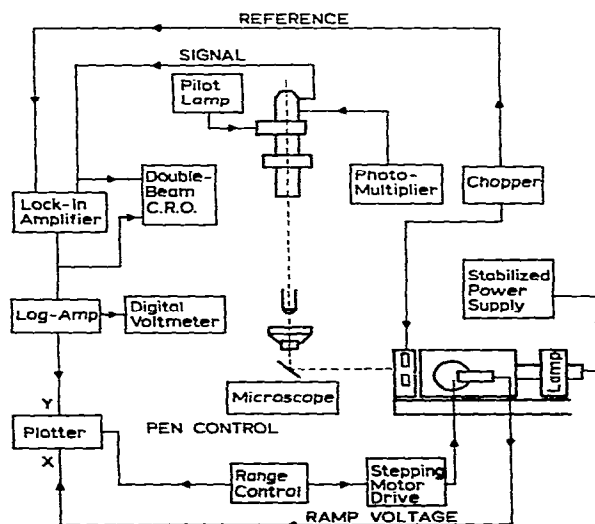 REFERENCE
SIGNAL
Pilot
Lamp
Double-
Beam
C.R.O.
Photo-
Multiplier
Chopper
Lock-In
Amplifier
Stabilized
Power
Supply
Log-Amp
Digital
Voltmeter
Lamp
Microscope
Y
Plotter
X
PEN CONTROL
Range
Control
Stepping
Motor
Drive
RAMP VOLTAGE